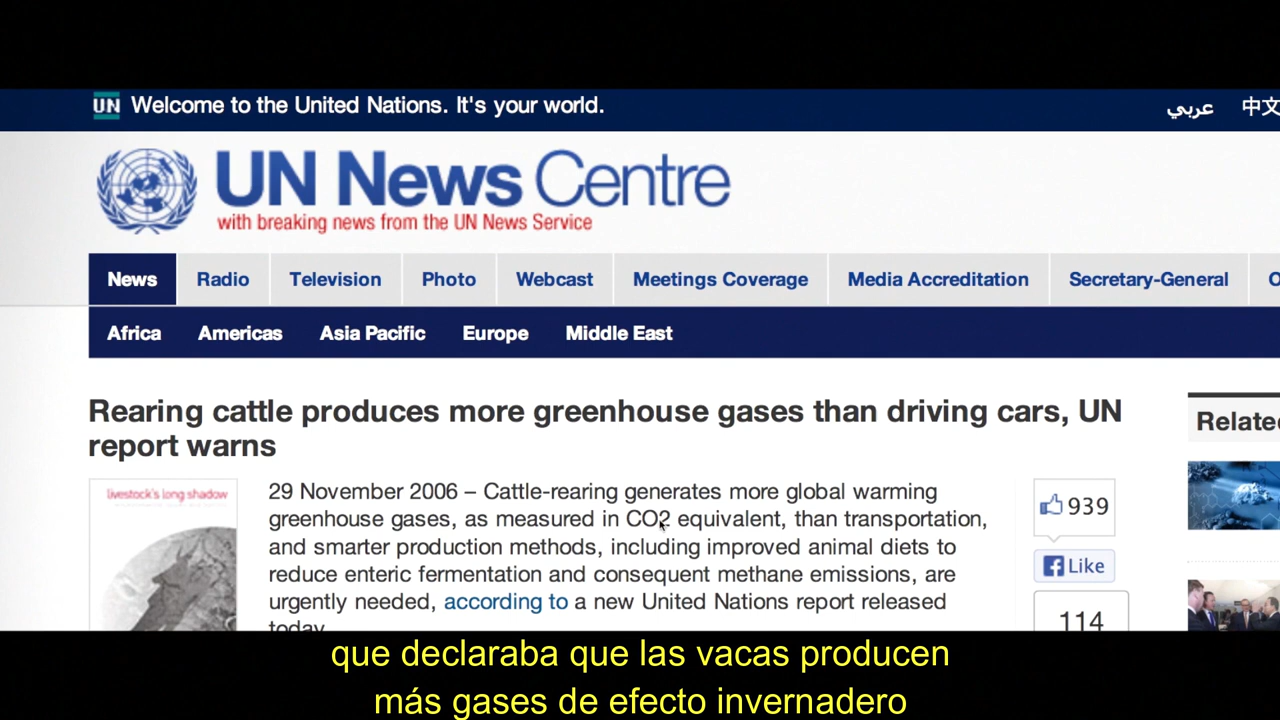 UN Welcome to the United Nations. It's your world.
عربي
中文
UN News Centre
with breaking news from the UN News Service
News Radio Television Photo Webcast Meetings Coverage Media Accreditation Secretary-General
Africa Americas Asia Pacific Europe Middle East
Rearing cattle produces more greenhouse gases than driving cars, UN
report warns
Related
livestock's long shadow
29 November 2006 – Cattle-rearing generates more global warming
greenhouse gases, as measured in CO2 equivalent, than transportation,
and smarter production methods, including improved animal diets to
reduce enteric fermentation and consequent methane emissions, are
urgently needed, according to a new United Nations report released
today
939
Like
114
que declaraba que las vacas producen
más gases de efecto invernadero